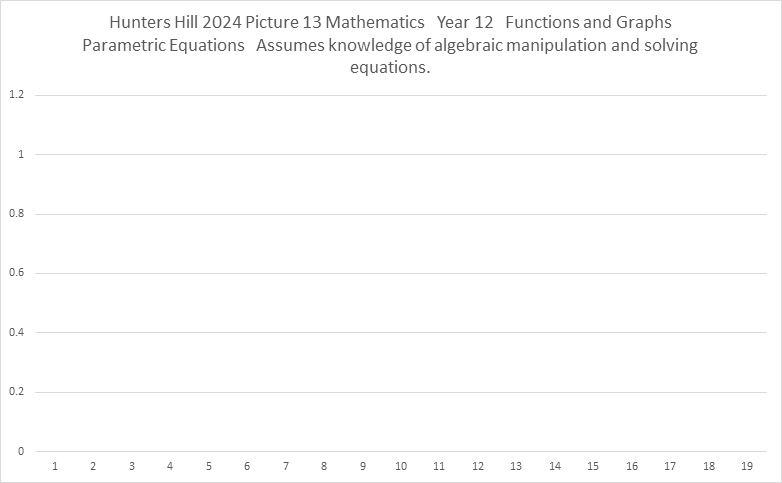 Hunters Hill 2024 Picture 13 Mathematics   Year 12   Functions and Graphs
Parametric Equations   Assumes knowledge of algebraic manipulation and solving
equations.
1.2
1
0.8
0.6
0.4
0.2
0
1 2 3 4 5 6 7 8 9 10 11 12 13 14 15 16 17 18 19